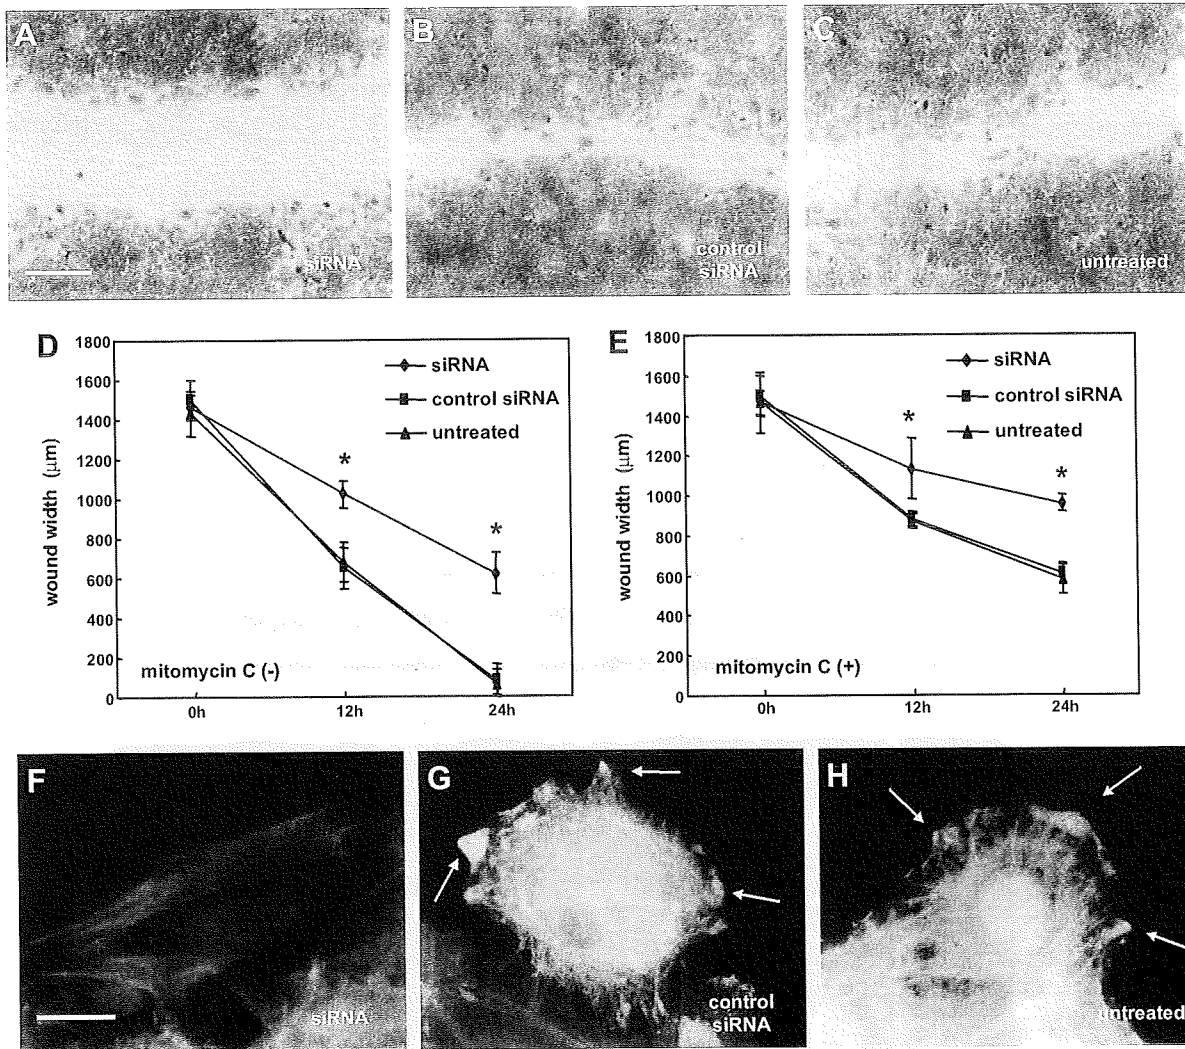 A
B
C
siRNA
control
siRNA
untreated
D
1800
1600
1400
1200
1000
800
600
400
200
0
wound width (μm)
siRNA
control siRNA
untreated
*
*
mitomycin C (-)
0h
12h
24h
E
1800
1600
1400
1200
1000
800
600
400
200
0
wound width (μm)
siRNA
control siRNA
untreated
*
*
mitomycin C (+)
0h
12h
24h
F
G
H
siRNA
control
siRNA
untreated